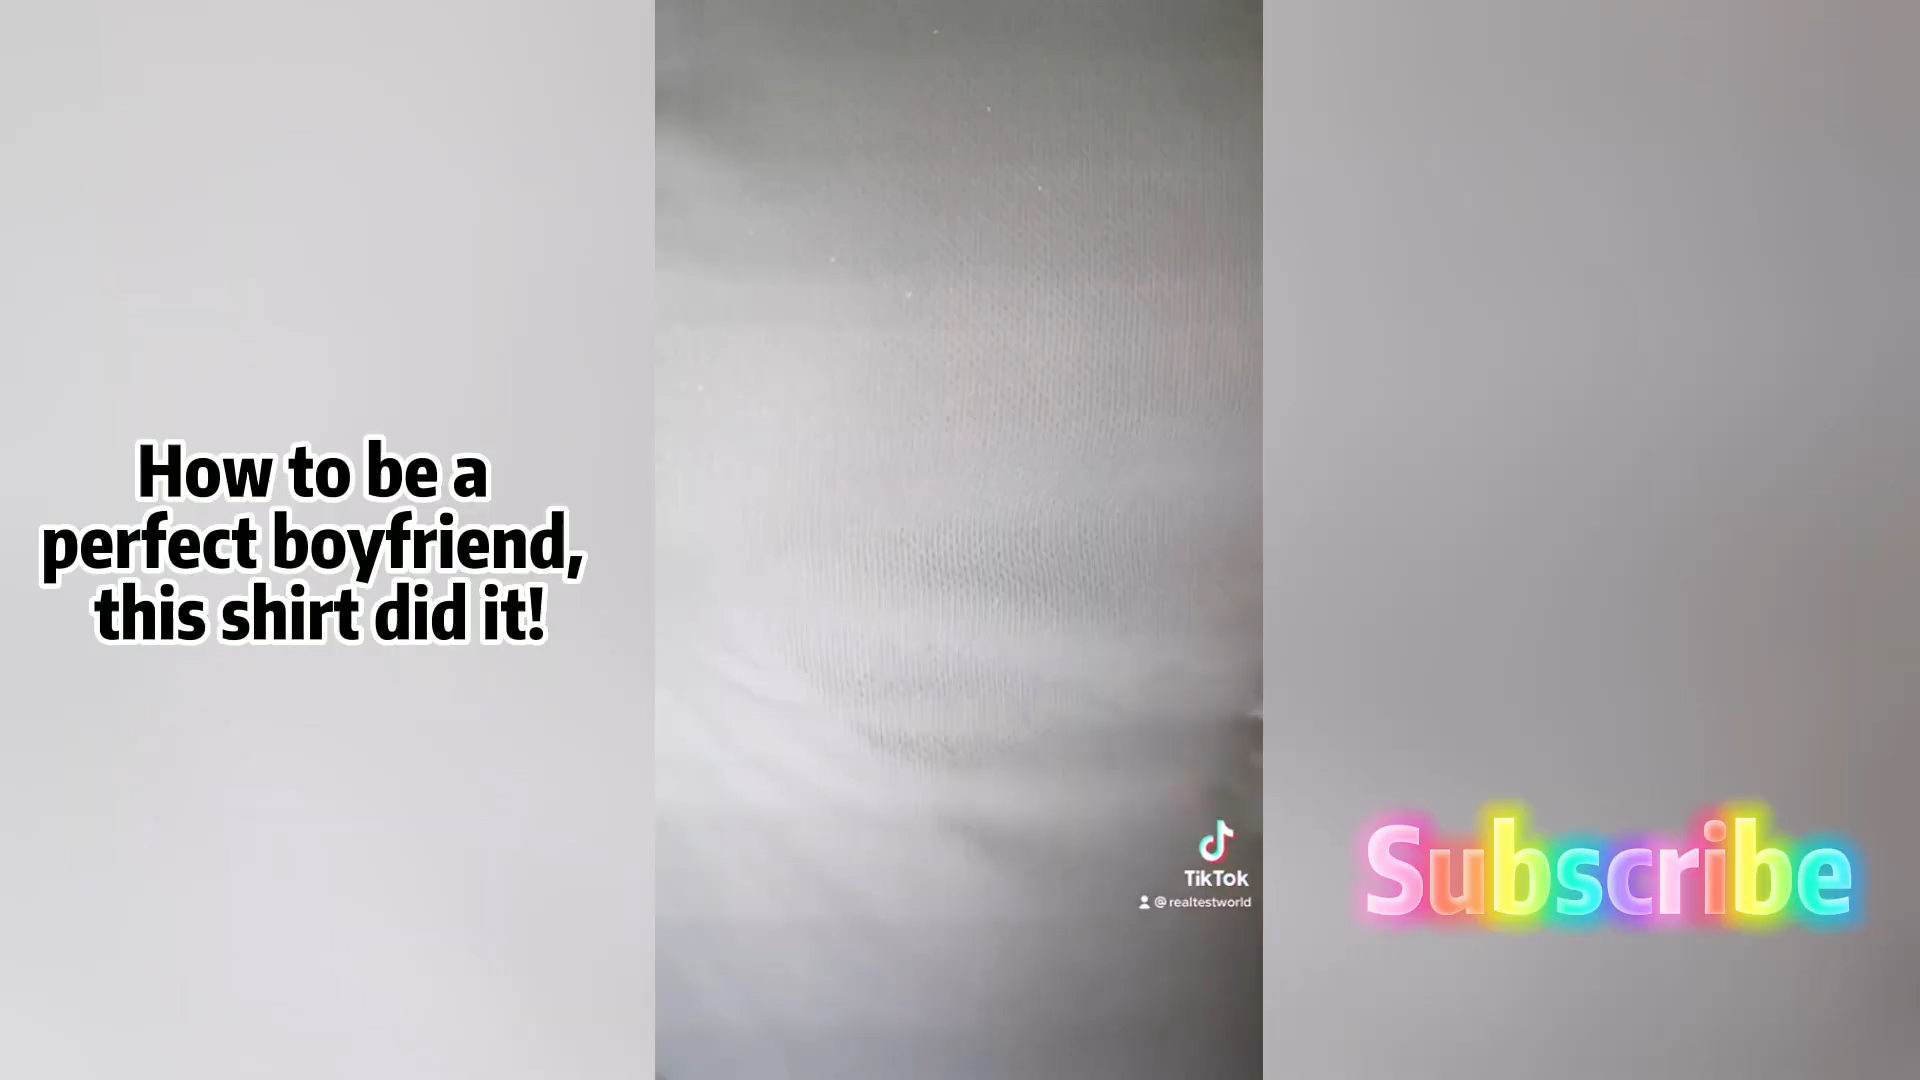 How to be a
perfect boyfriend,
this shirt did it!
TikTok
@realtestworld
Subscribe